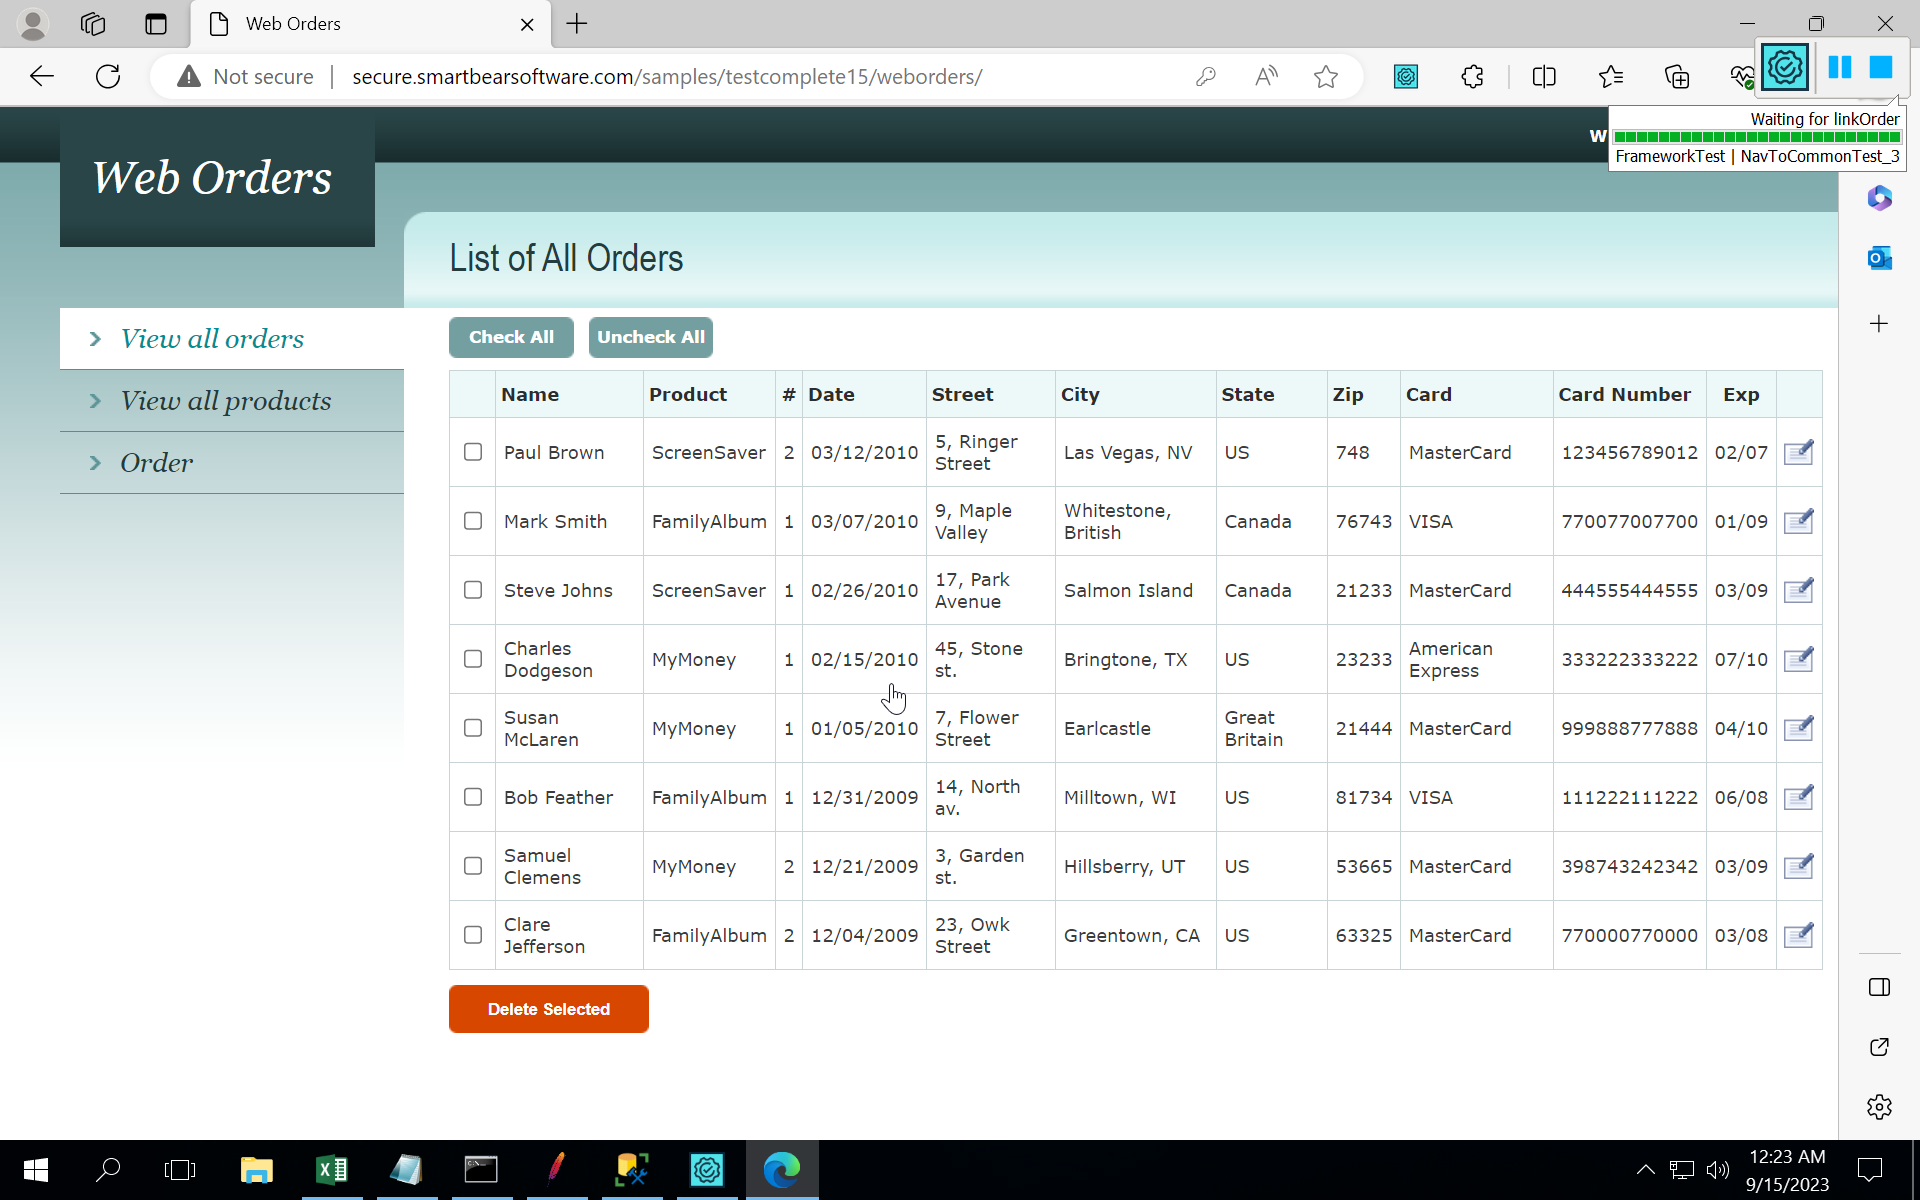 Web Orders
Not secure
secure.smartbearsoftware.com/samples/testcomplete15/weborders/
Waiting for linkOrder
FrameworkTest | NavToCommonTest_3
W
Web Orders
List of All Orders
View all orders
View all products
Order
Check All Uncheck All
Name Product # Date Street City State Zip Card Card Number Exp
Paul Brown ScreenSaver 2 03/12/2010 5, Ringer Street Las Vegas, NV US 748 MasterCard 123456789012 02/07
Mark Smith FamilyAlbum 1 03/07/2010 9, Maple Valley Whitestone, British Canada 76743 VISA 770077007700 01/09
Steve Johns ScreenSaver 1 02/26/2010 17, Park Avenue Salmon Island Canada 21233 MasterCard 444555444555 03/09
Charles Dodgeson MyMoney 1 02/15/2010 45, Stone st. Bringtone, TX US 23233 American Express 333222333222 07/10
Susan McLaren MyMoney 1 01/05/2010 7, Flower Street Earlcastle Great Britain 21444 MasterCard 999888777888 04/10
Bob Feather FamilyAlbum 1 12/31/2009 14, North av. Milltown, WI US 81734 VISA 111222111222 06/08
Samuel Clemens MyMoney 2 12/21/2009 3, Garden st. Hillsberry, UT US 53665 MasterCard 398743242342 03/09
Clare Jefferson FamilyAlbum 2 12/04/2009 23, Owk Street Greentown, CA US 63325 MasterCard 770000770000 03/08
Delete Selected
12:23 AM
9/15/2023